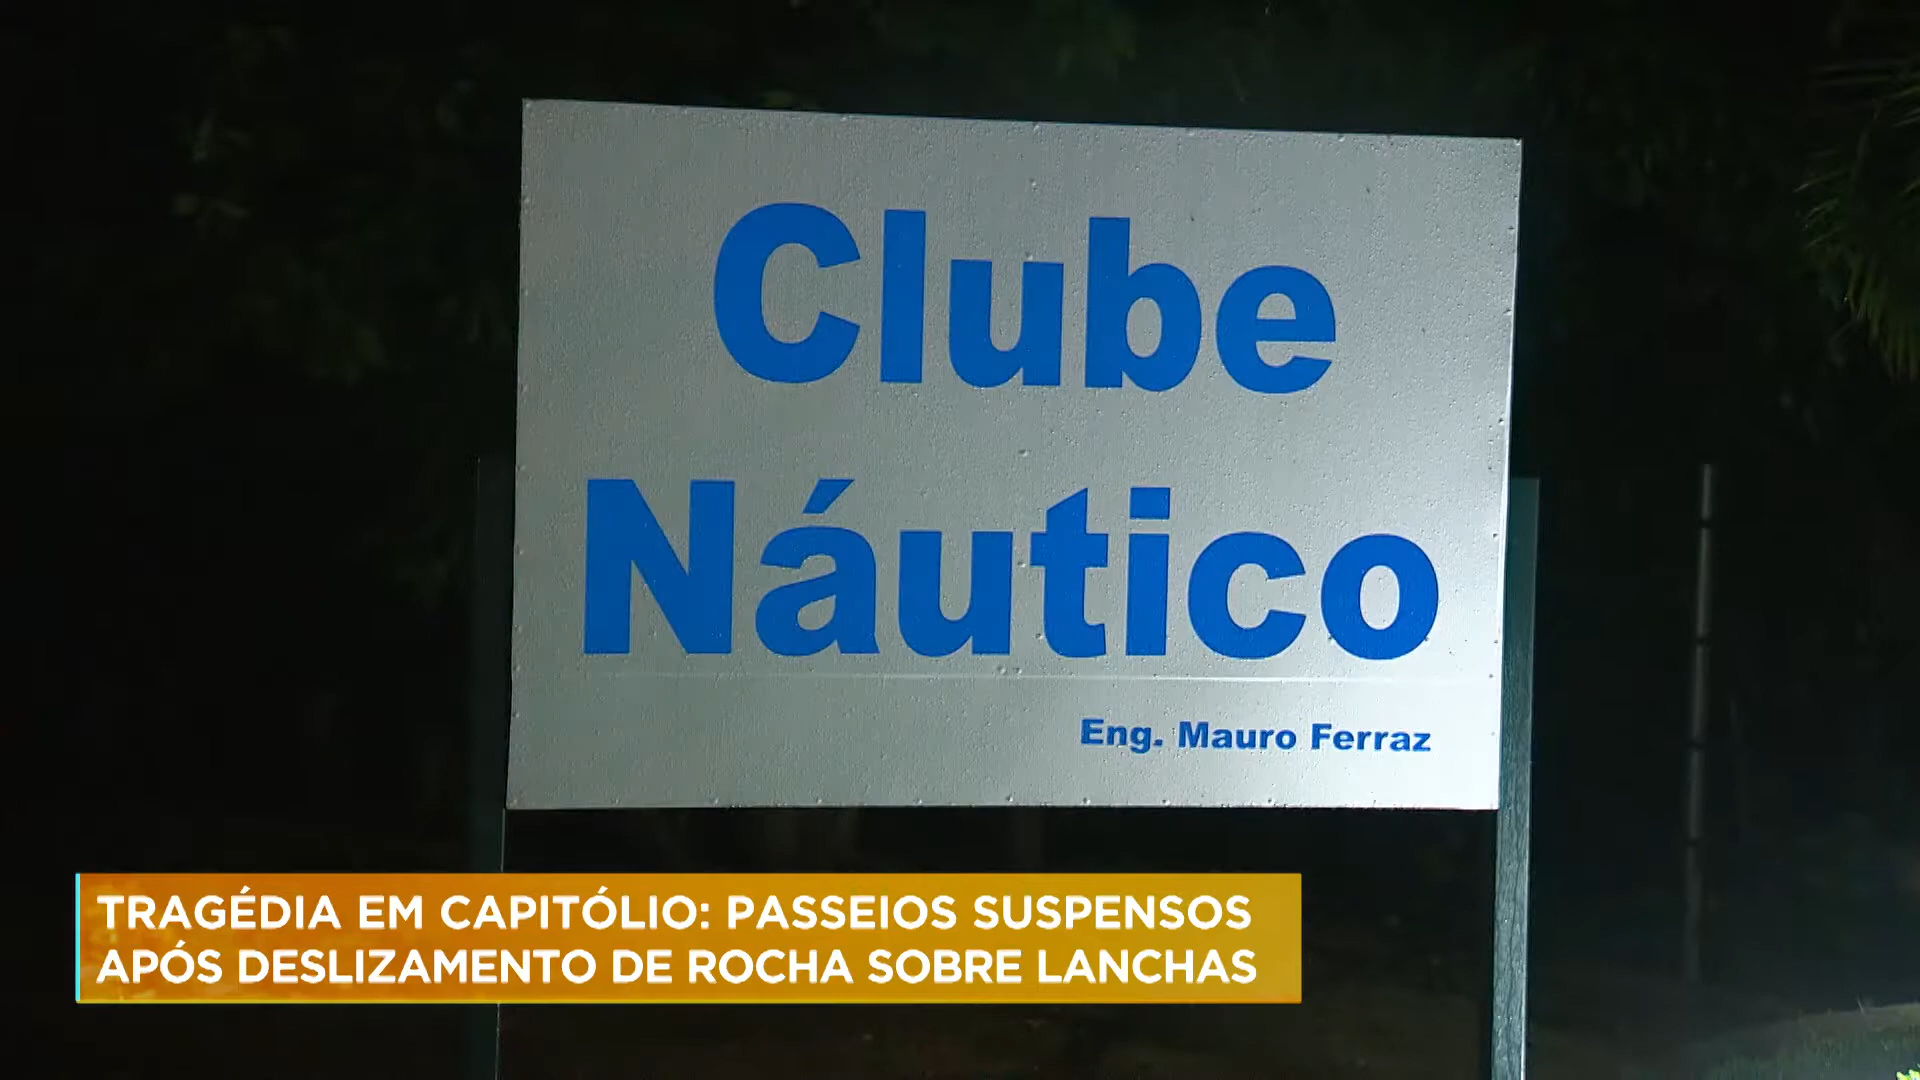 Clube
Náutico
Eng. Mauro Ferraz
TRAGÉDIA EM CAPITÓLIO: PASSEIOS SUSPENSOS
APÓS DESLIZAMENTO DE ROCHA SOBRE LANCHAS